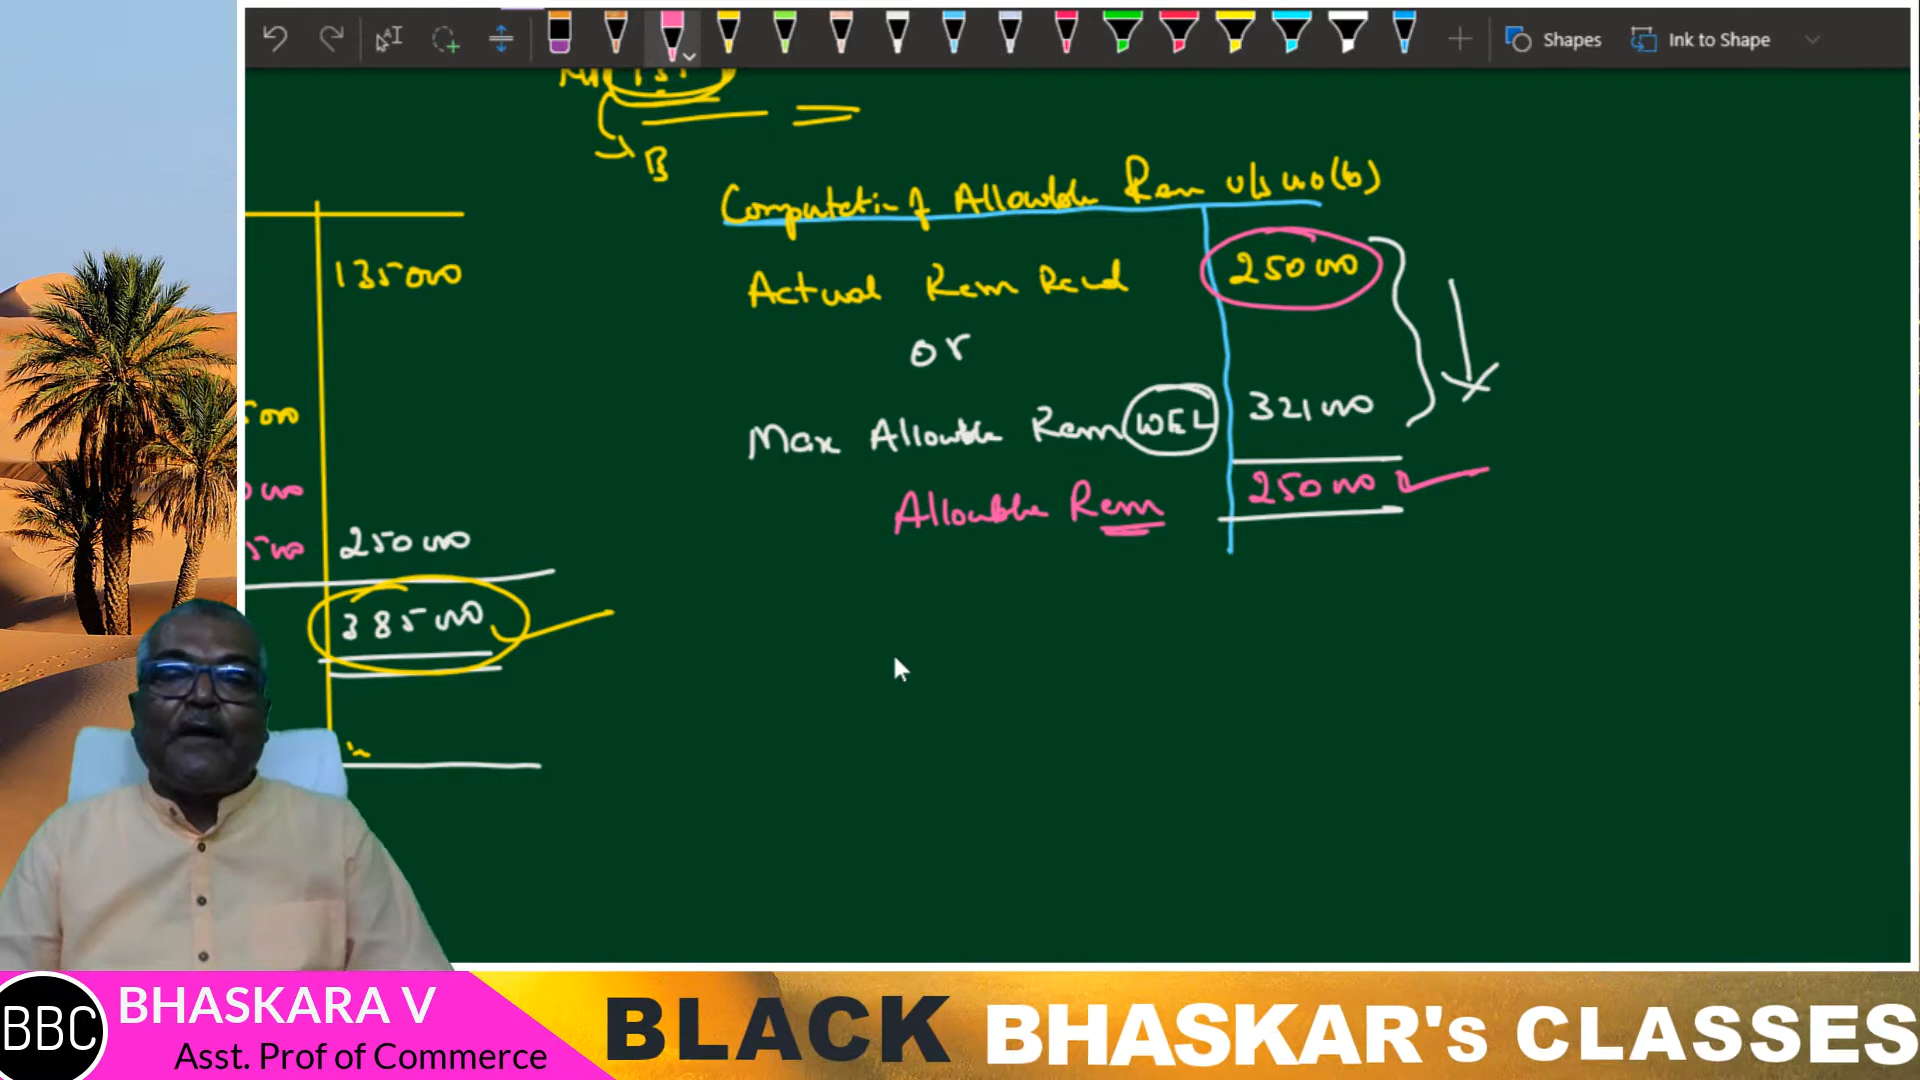 Shapes Ink to Shape
B
Computation of Allowable Rem u/s 40(b)
135000
Actual Rem Paid 250000
or
Max Allowable Rem WEL 321000
Allowable Rem 250000
250000
385000
BBC
BHASKARA V
Asst. Prof of Commerce
BLACK BHASKAR's CLASSES